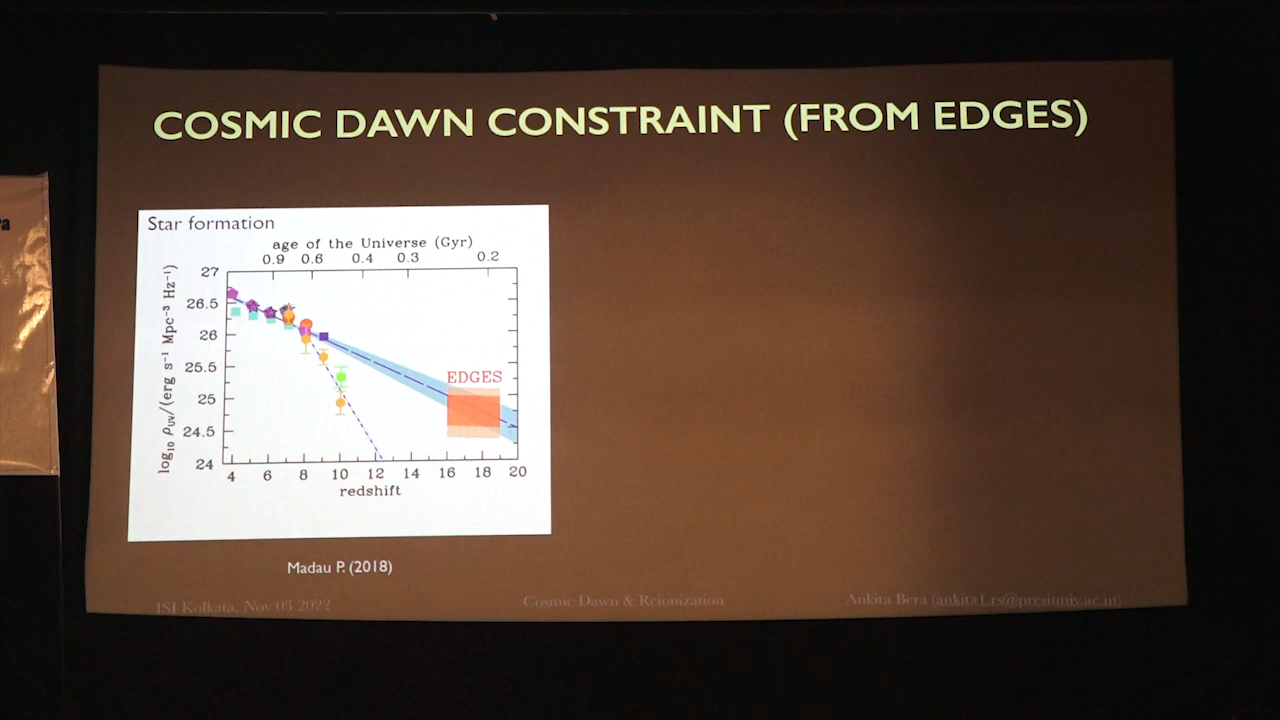 COSMIC DAWN CONSTRAINT (FROM EDGES)
a
Star formation
age of the Universe (Gyr)
0.9 0.6 0.4 0.3 0.2
27
26.5
26
25.5
25
24.5
24
log₁₀ ρ_UV/(erg s⁻¹ Mpc⁻³ Hz⁻¹)
EDGES
4 6 8 10 12 14 16 18 20
redshift
Madau P. (2018)
ISI Kolkata, Nov 03 2022
Cosmic Dawn & Reionization
Ankita Bera (ankita1.rs@presiuniv.ac.in)